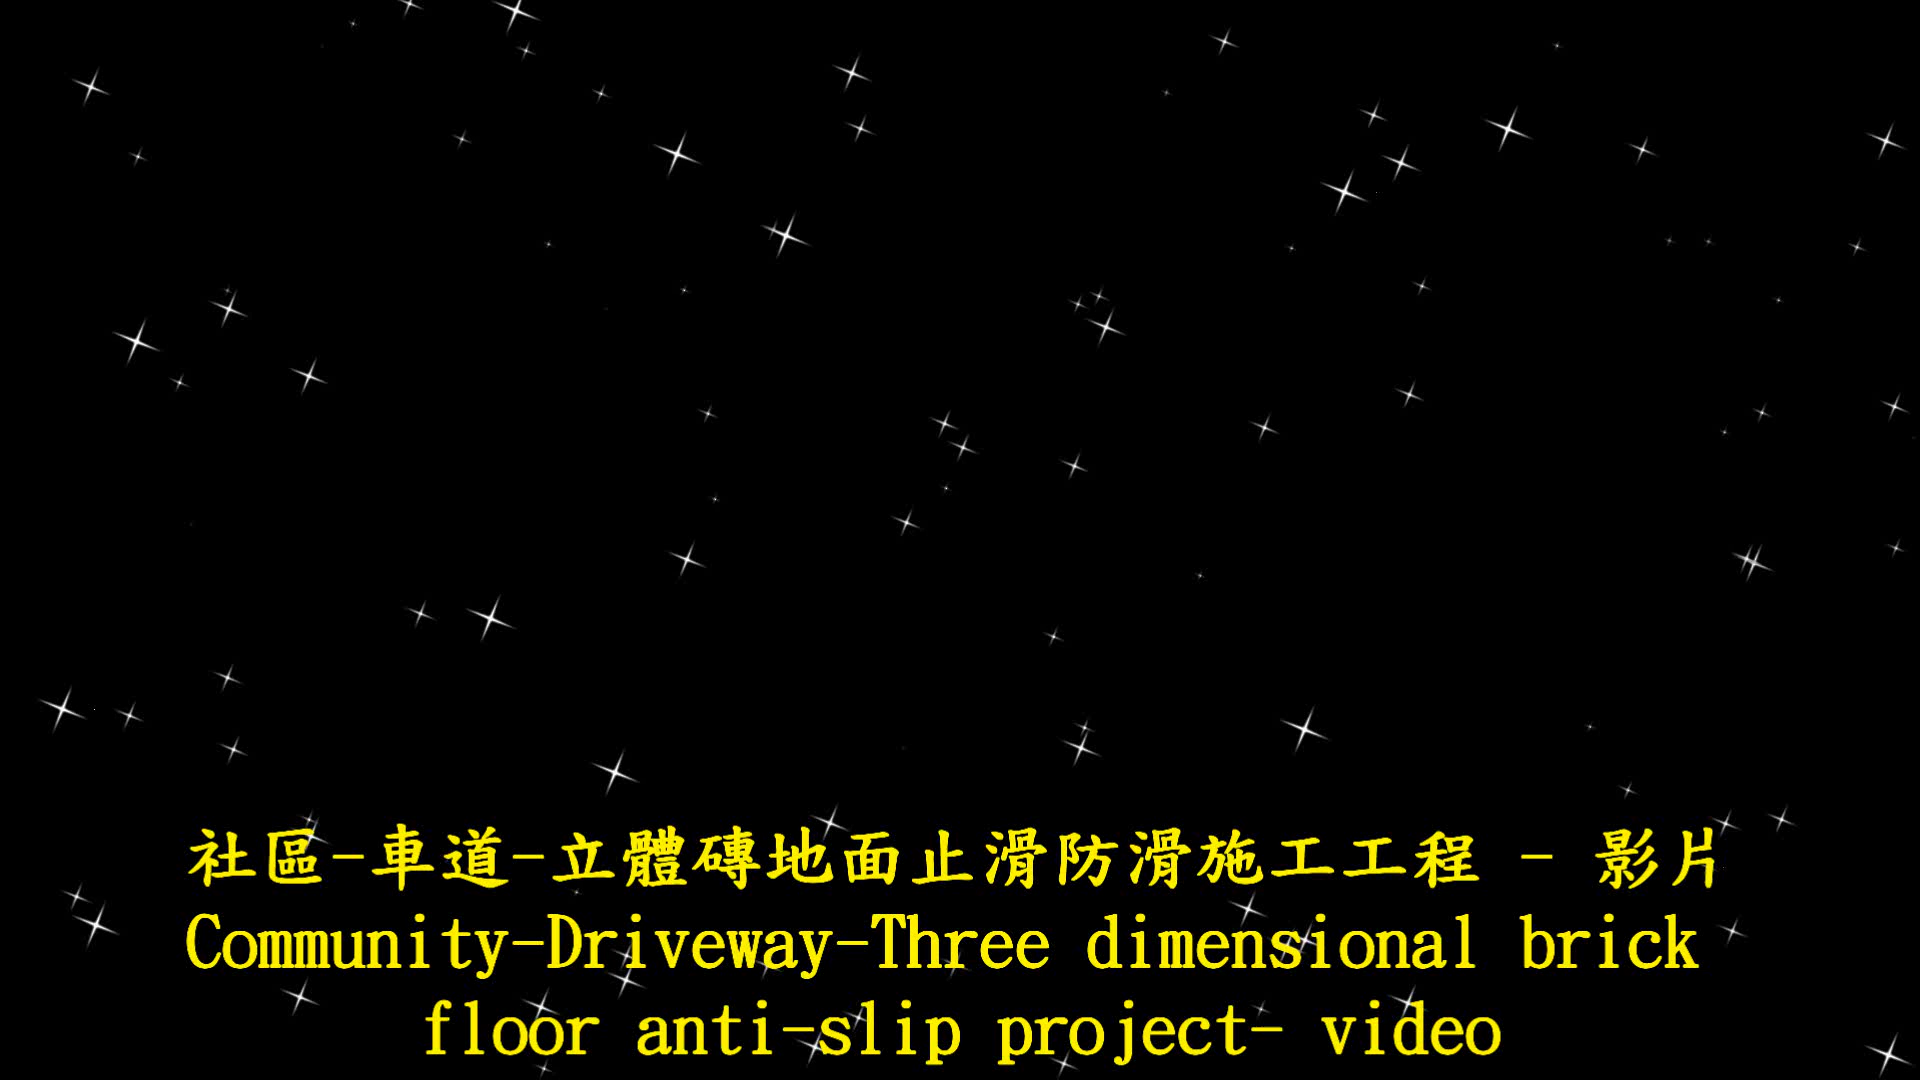 社區-車道-立體磚地面止滑防滑施工工程 - 影片
Community-Driveway-Three dimensional brick
floor anti-slip project- video